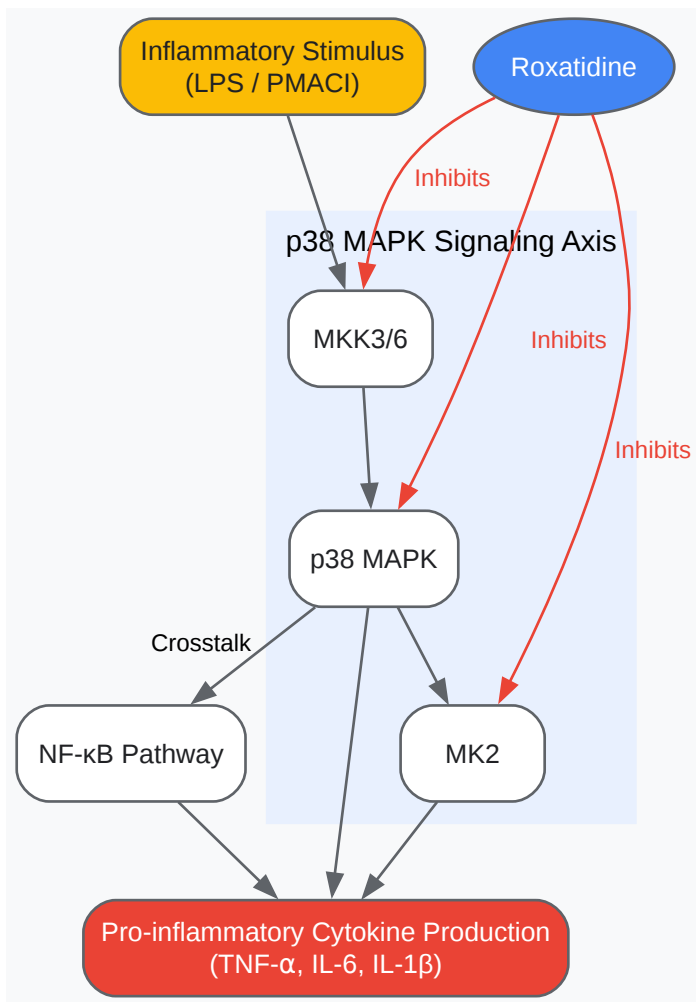 Inflammatory Stimulus
(LPS / PMACI)
Roxatidine
Inhibits
p38 MAPK Signaling Axis
MKK3/6
Inhibits
Inhibits
p38 MAPK
Crosstalk
NF-κB Pathway
MK2
Pro-inflammatory Cytokine Production
(TNF-α, IL-6, IL-1β)